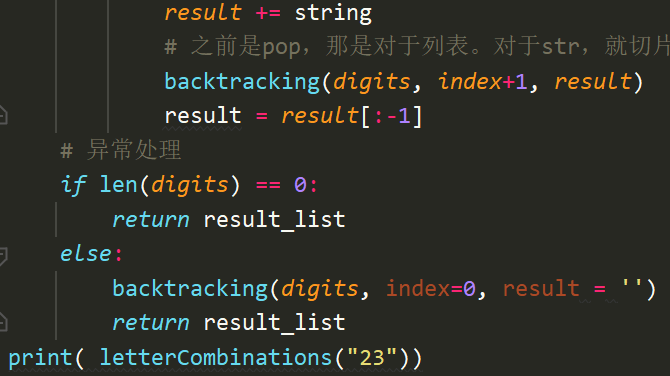 result += string
# 之前是pop，那是对于列表。对于str，就切片
backtracking(digits, index+1, result)
result = result[:-1]
# 异常处理
if len(digits) == 0:
return result_list
else:
backtracking(digits, index=0, result = '')
return result_list
print( letterCombinations("23"))